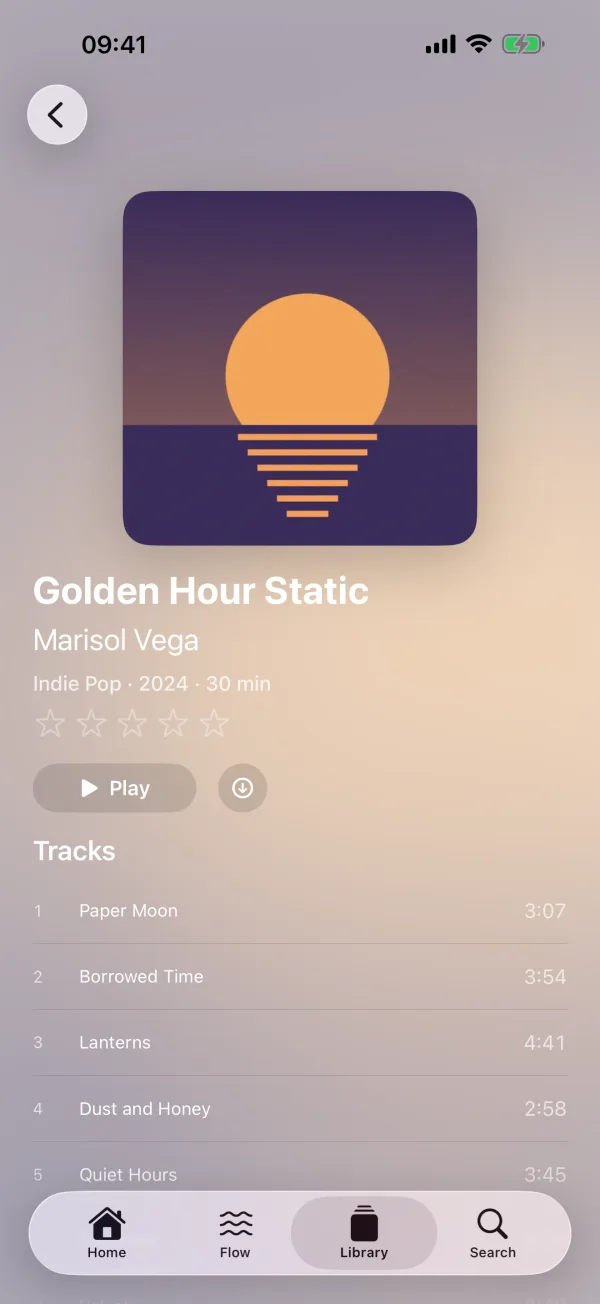 09:41
Golden Hour Static
Marisol Vega
Indie Pop · 2024 · 30 min
Play
Tracks
1 Paper Moon 3:07
2 Borrowed Time 3:54
3 Lanterns 4:41
4 Dust and Honey 2:58
5 Quiet Hours 3:45
Home Flow Library Search